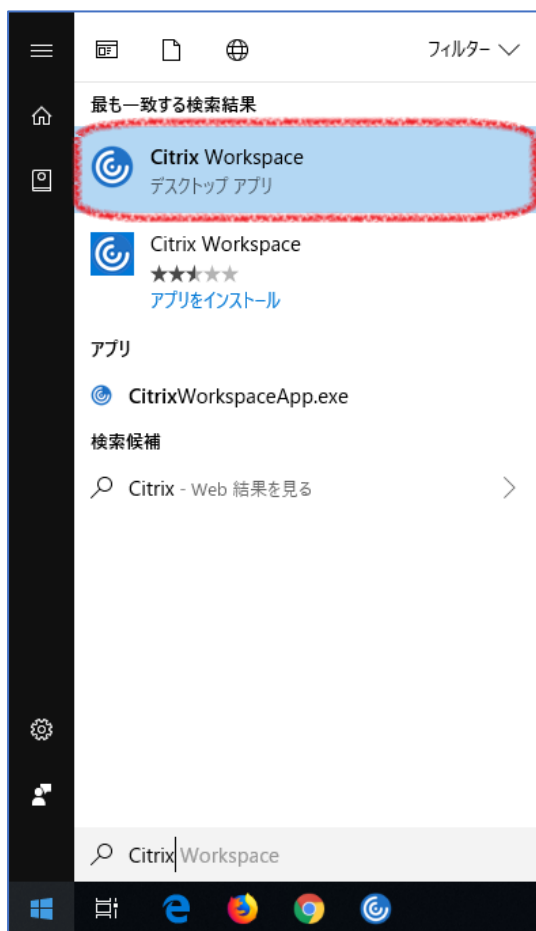 フィルター
最も一致する検索結果
Citrix Workspace
デスクトップ アプリ
Citrix Workspace
アプリをインストール
アプリ
CitrixWorkspaceApp.exe
検索候補
Citrix - Web 結果を見る
Citrix Workspace